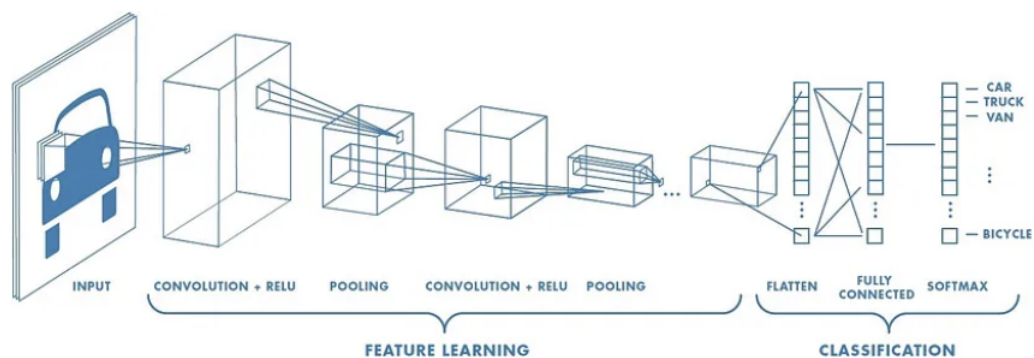 CAR
TRUCK
VAN
BICYCLE
INPUT
CONVOLUTION + RELU
POOLING
CONVOLUTION + RELU
POOLING
FLATTEN
FULLY
CONNECTED
SOFTMAX
FEATURE LEARNING
CLASSIFICATION